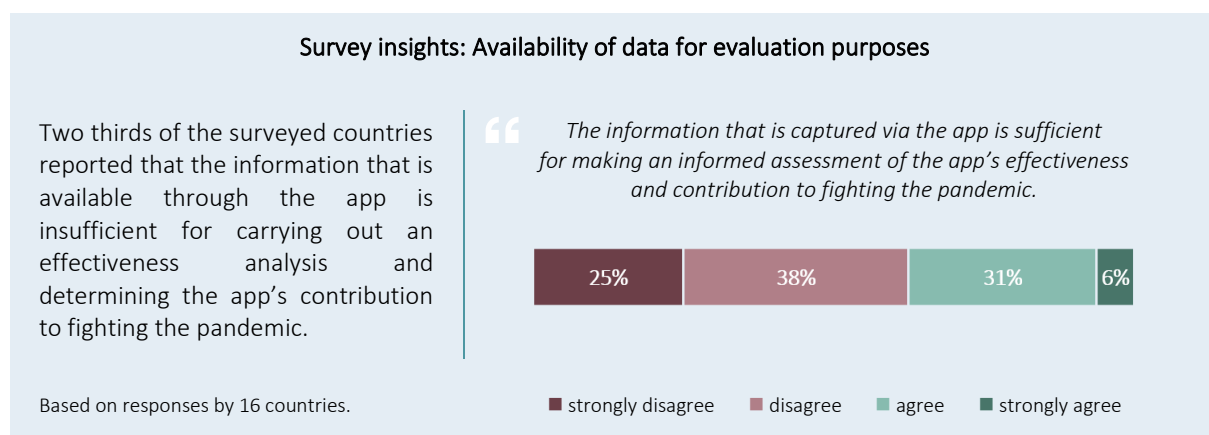 Survey insights: Availability of data for evaluation purposes
Two thirds of the surveyed countries
reported that the information that is
available through the app is
insufficient for carrying out an
effectiveness analysis and
determining the app's contribution
to fighting the pandemic.
Based on responses by 16 countries.
“
The information that is captured via the app is sufficient
for making an informed assessment of the app's effectiveness
and contribution to fighting the pandemic.
25% 38% 31% 6%
strongly disagree disagree agree strongly agree